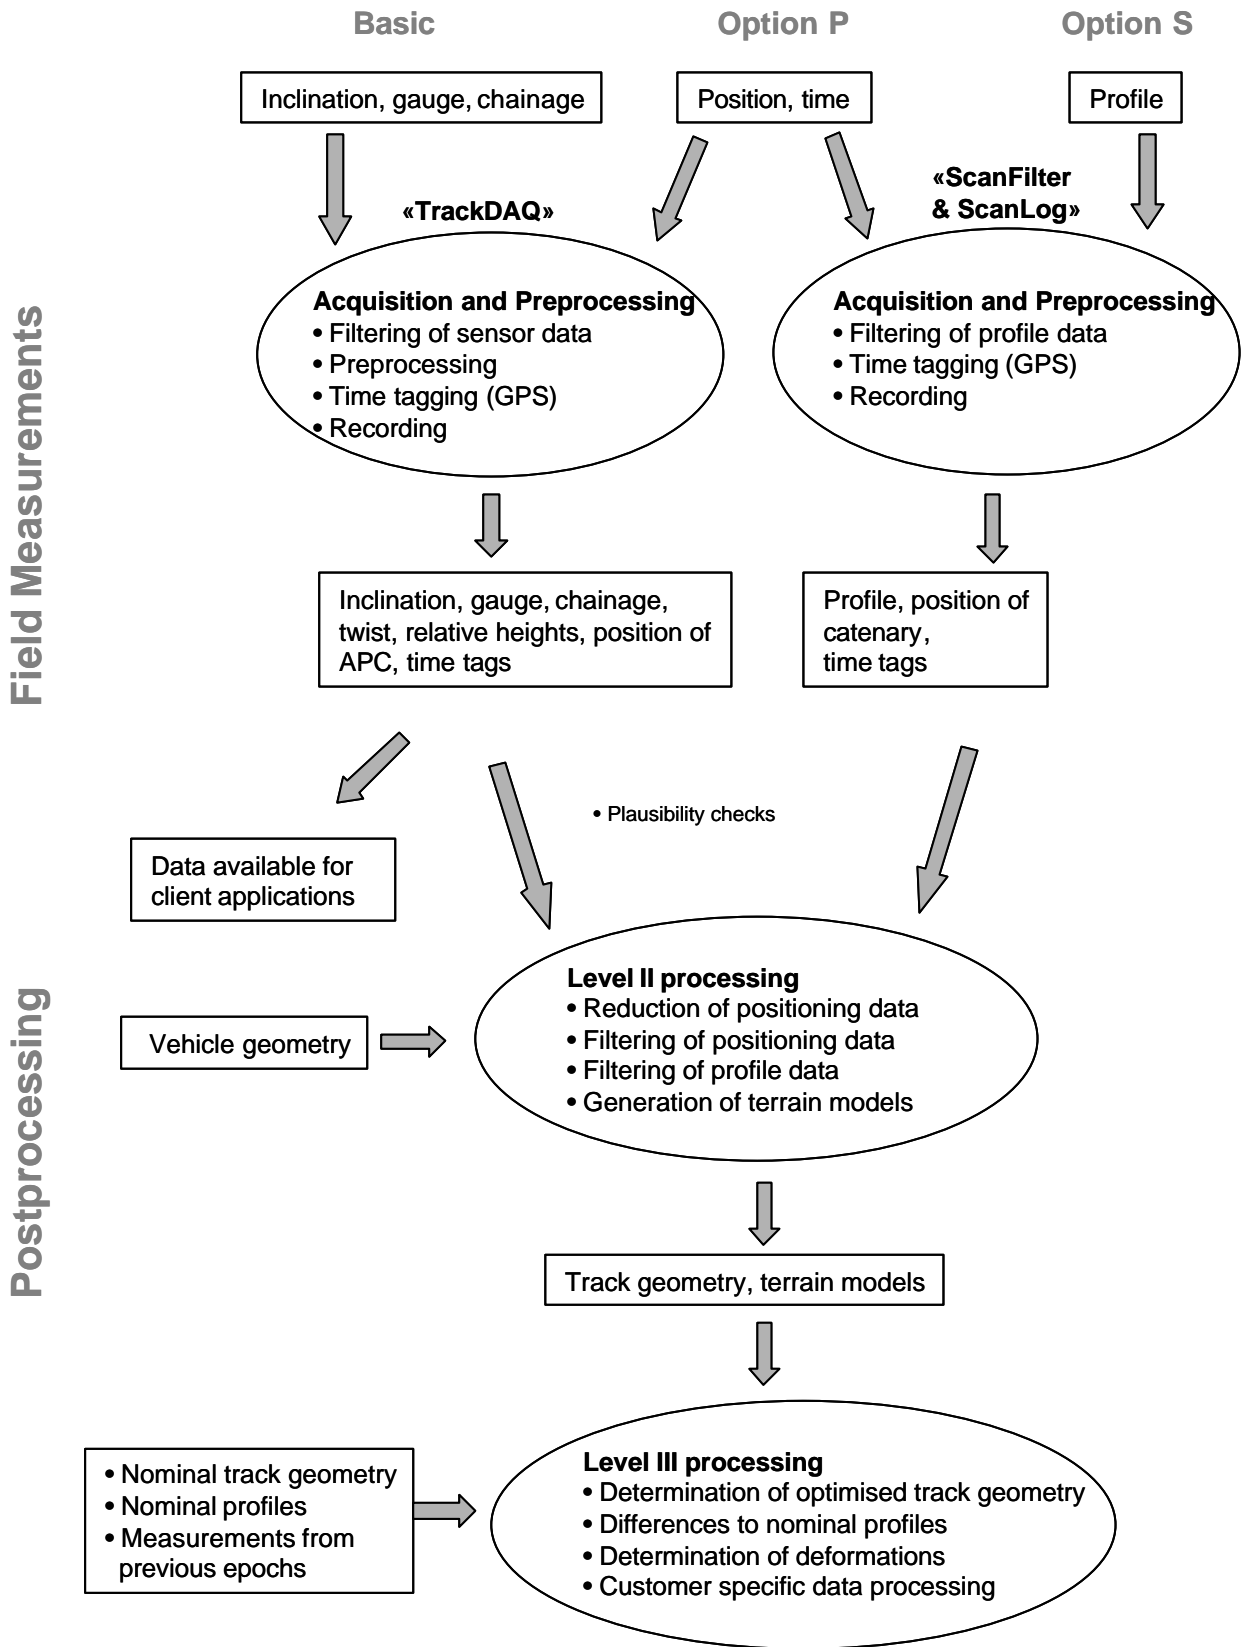 Basic
Option P
Option S
Inclination, gauge, chainage
Position, time
Profile
«TrackDAQ»
«ScanFilter
& ScanLog»
Field Measurements
Acquisition and Preprocessing
• Filtering of sensor data
• Preprocessing
• Time tagging (GPS)
• Recording
Acquisition and Preprocessing
• Filtering of profile data
• Time tagging (GPS)
• Recording
Inclination, gauge, chainage,
twist, relative heights, position of
APC, time tags
Profile, position of
catenary,
time tags
• Plausibility checks
Data available for
client applications
Postprocessing
Level II processing
• Reduction of positioning data
• Filtering of positioning data
• Filtering of profile data
• Generation of terrain models
Vehicle geometry
Track geometry, terrain models
• Nominal track geometry
• Nominal profiles
• Measurements from
previous epochs
Level III processing
• Determination of optimised track geometry
• Differences to nominal profiles
• Determination of deformations
• Customer specific data processing